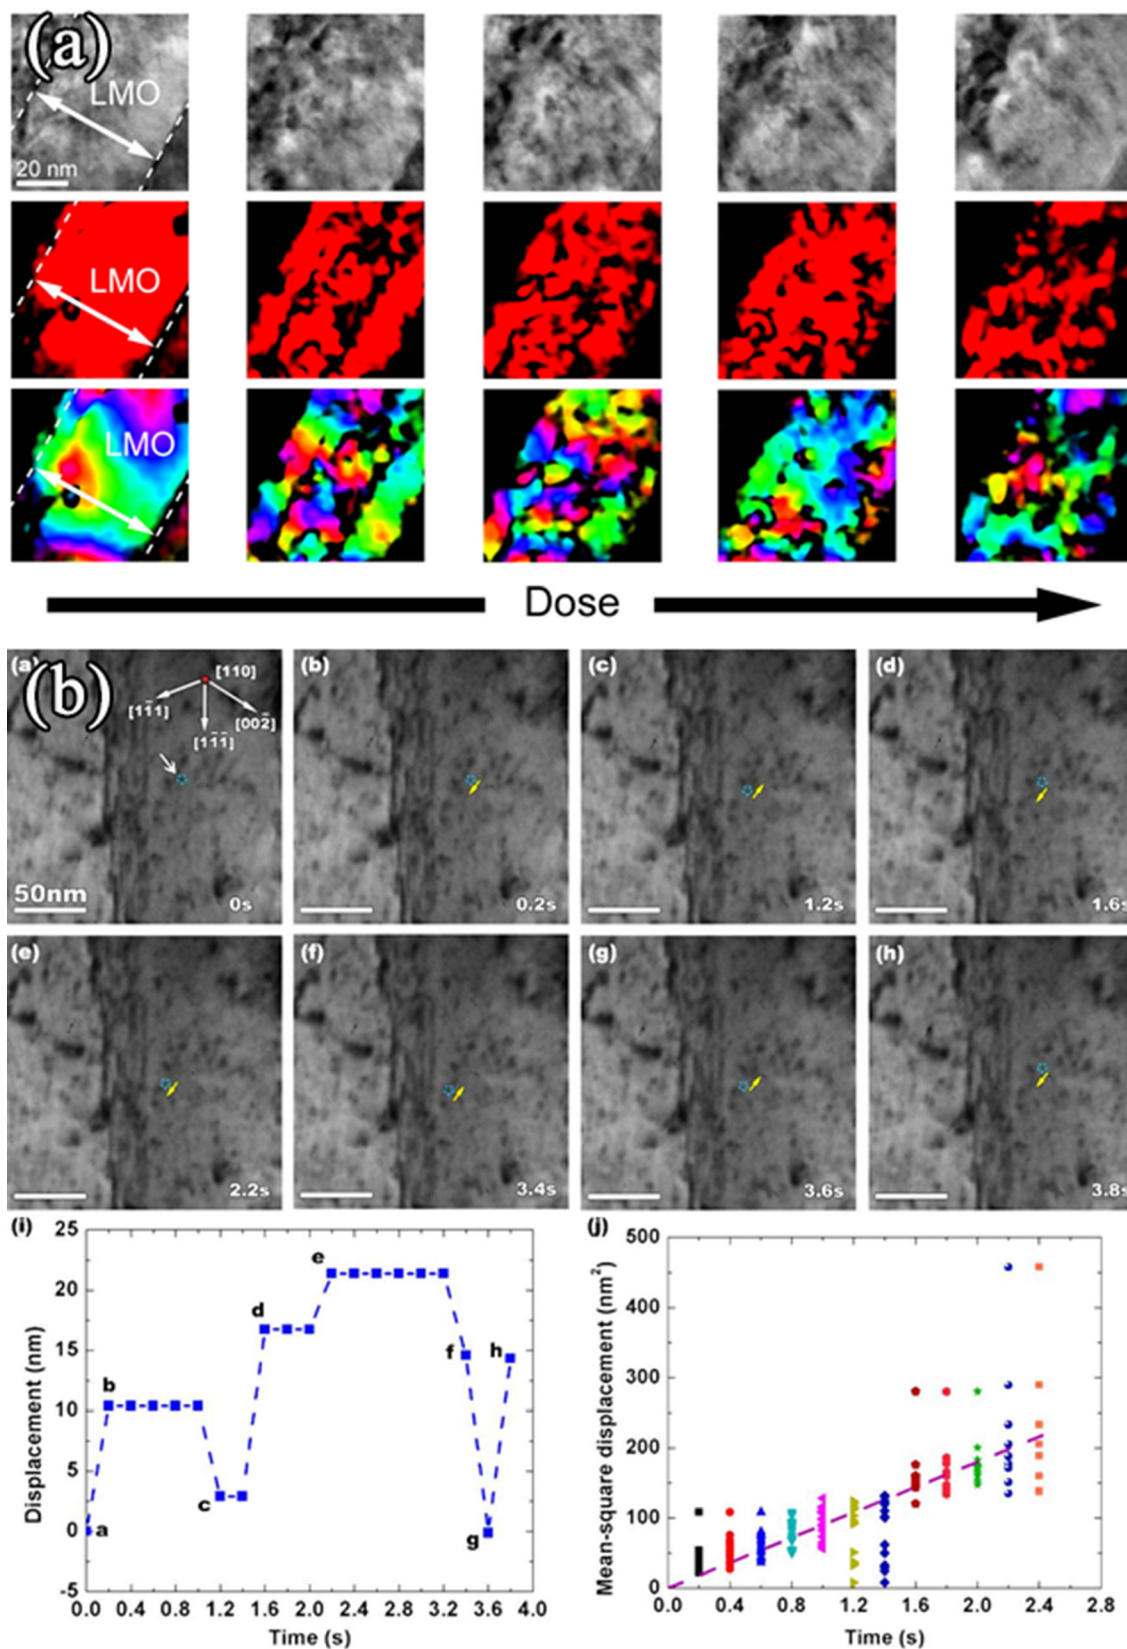 (a)
LMO
20 nm
LMO
LMO
Dose
(a)
(b)
[110]
[11̄1]
[002̄]
[11̄1̄]
50nm
0s
(b)
0.2s
(c)
1.2s
(d)
1.6s
(e)
2.2s
(f)
3.4s
(g)
3.6s
(h)
3.8s
(i)
25
20
15
10
5
0
-5
Displacement (nm)
a
b
c
d
e
f
g
h
0.0 0.4 0.8 1.2 1.6 2.0 2.4 2.8 3.2 3.6 4.0
Time (s)
(j)
500
400
300
200
100
0
Mean-square displacement (nm²)
0.0 0.4 0.8 1.2 1.6 2.0 2.4 2.8
Time (s)